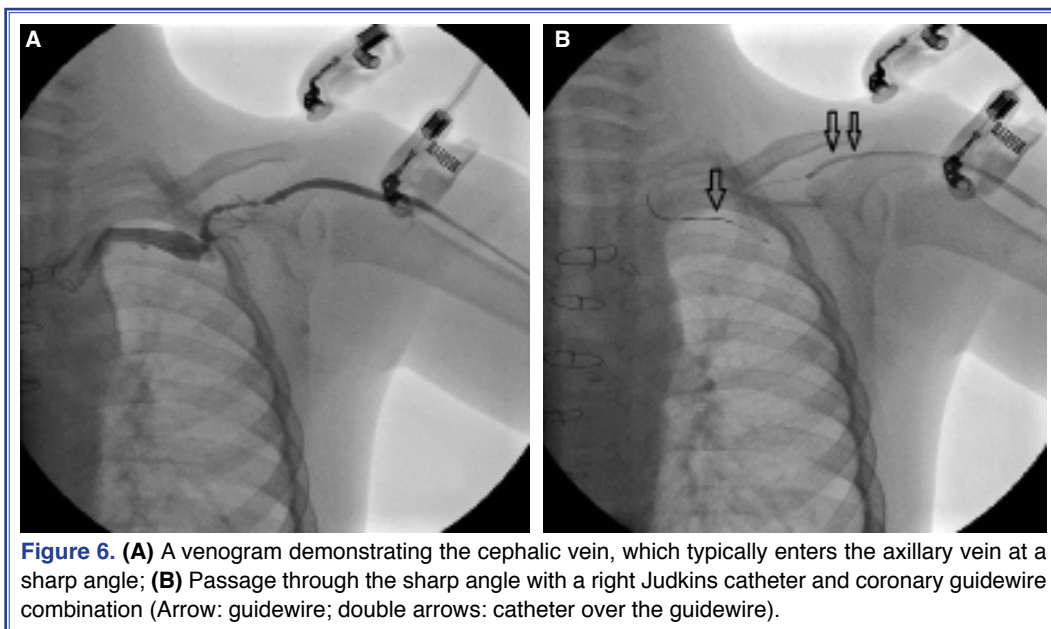 A
B
Figure 6. (A) A venogram demonstrating the cephalic vein, which typically enters the axillary vein at a
sharp angle; (B) Passage through the sharp angle with a right Judkins catheter and coronary guidewire
combination (Arrow: guidewire; double arrows: catheter over the guidewire).